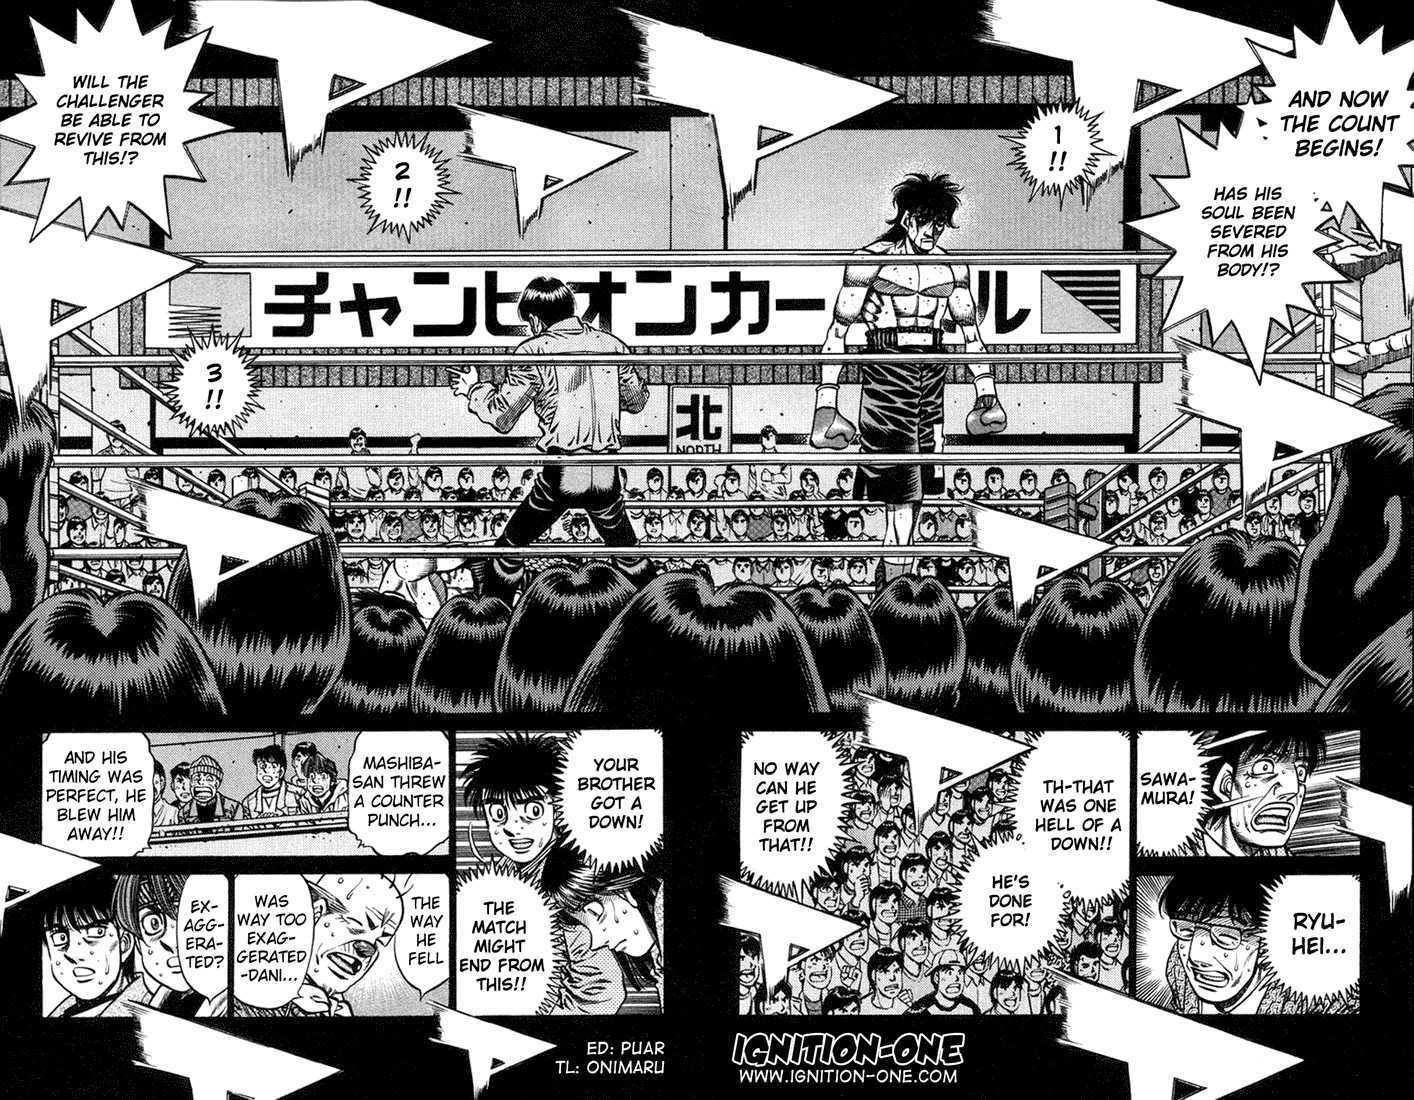 AND NOW
THE COUNT
BEGINS!
HAS HIS
SOUL BEEN
SEVERED
FROM HIS
BODY!?
1
!!
2
!!
3
!!
WILL THE
CHALLENGER
BE ABLE TO
REVIVE FROM
THIS!?
チャンピオンカー
ル
北
NORTH
SAWA-
MURA!
RYU-
HEI...
TH-THAT
WAS ONE
HELL OF A
DOWN!!
HE'S
DONE
FOR!
NO WAY
CAN HE
GET UP
FROM
THAT!!
YOUR
BROTHER
GOT A
DOWN!
THE
MATCH
MIGHT
END FROM
THIS!!
MASHIBA-
SAN THREW
A COUNTER
PUNCH...
AND HIS
TIMING WAS
PERFECT, HE
BLEW HIM
AWAY!!
THE
WAY
HE
FELL
WAS
WAY TOO
EXAG-
GERATED
-DANI...
EX-
AGG-
ERA-
TED?
ED: PUAR
TL: ONIMARU
IGNITION-ONE
WWW.IGNITION-ONE.COM